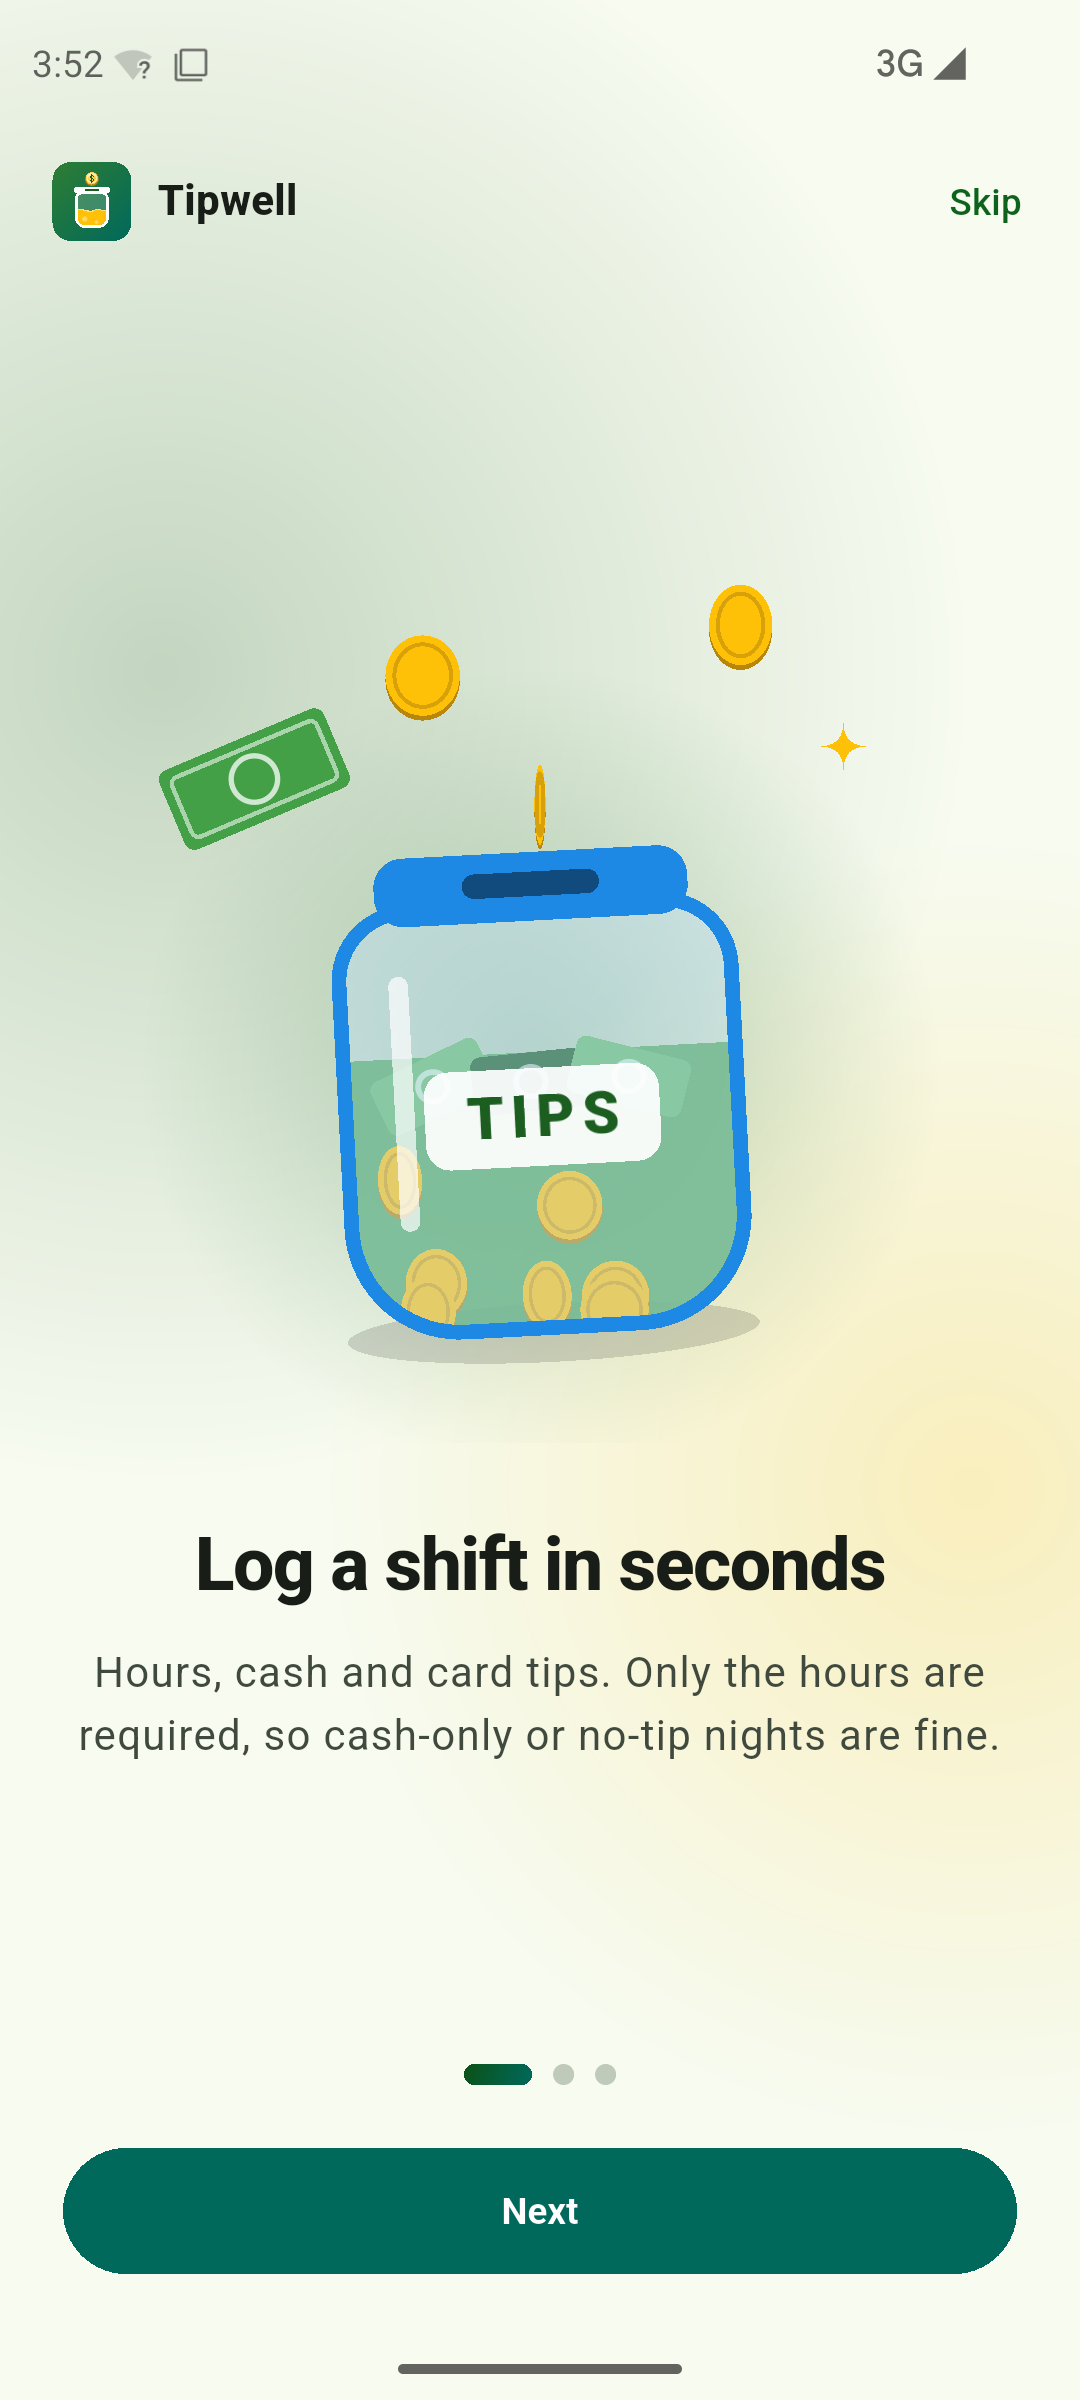 3:52
3G
Tipwell
Skip
TIPS
Log a shift in seconds
Hours, cash and card tips. Only the hours are
required, so cash-only or no-tip nights are fine.
Next